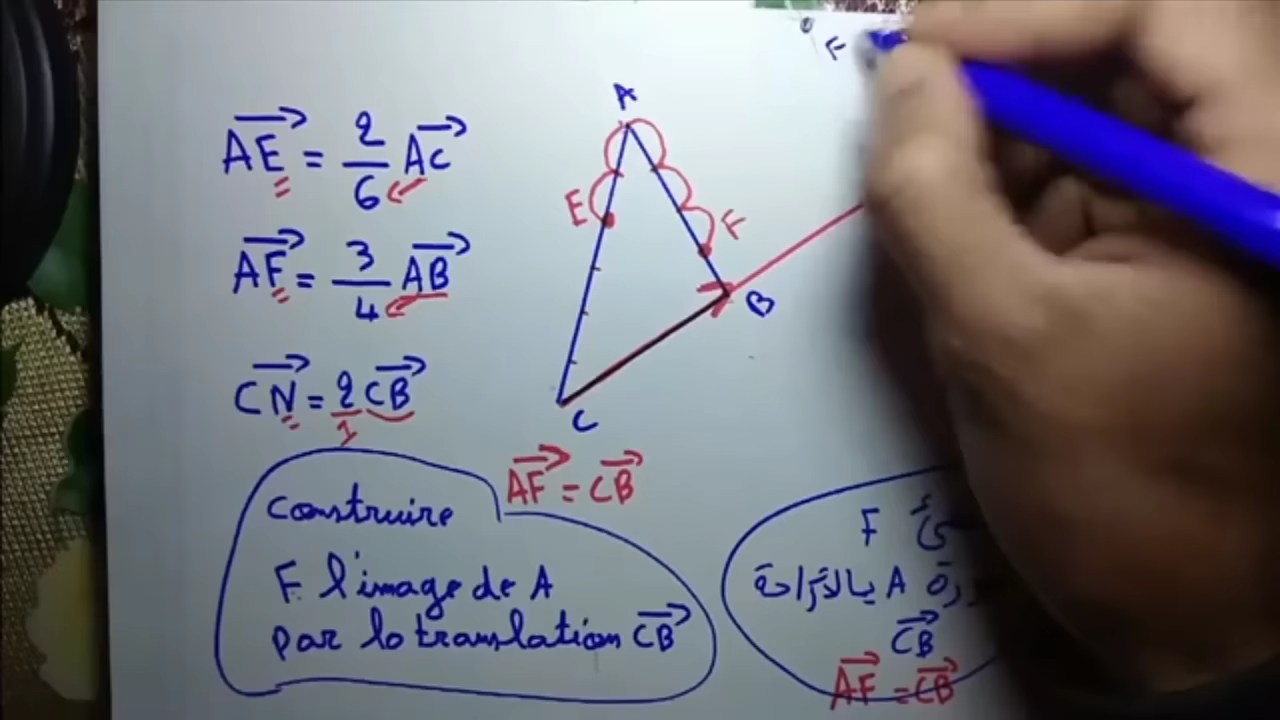 AE = 2/6 AC
AF = 3/4 AB
CN = 2 CB
1
A
E
F
B
C
F
AF = CB
construire
F l'image de A
par la translation CB
F
A بالإزاحة
CB
AF = CB